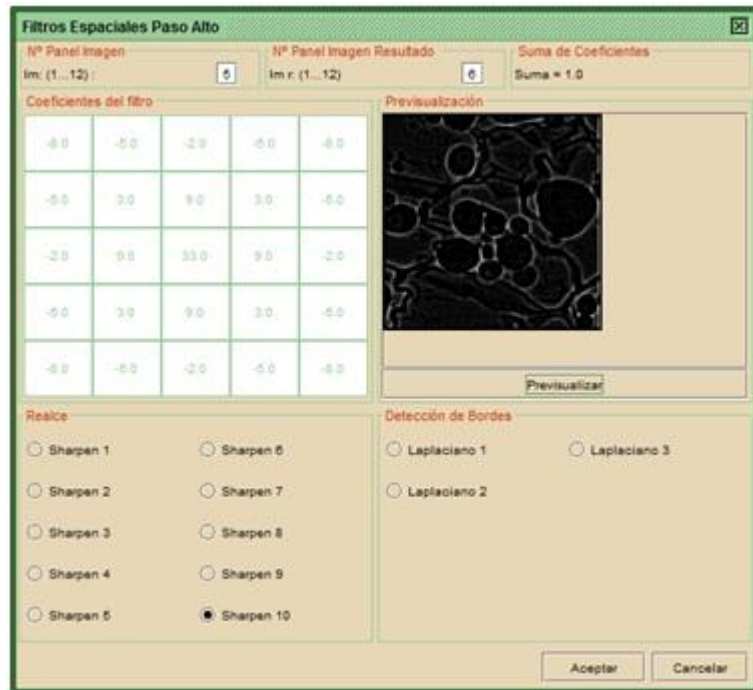 Filtros Espaciales Paso Alto
Nº Panel Imagen
Nº Panel Imagen Resultado
Suma de Coeficientes
Im: (1...12) :
Im r. (1...12)
Suma = 1.0
Coeficientes del filtro
Previsualización
-8.0 -5.0 -2.0 -5.0 -8.0
-5.0 3.0 9.0 3.0 -5.0
-2.0 9.0 33.0 9.0 -2.0
-5.0 3.0 9.0 3.0 -5.0
-8.0 -5.0 -2.0 -5.0 -8.0
Previsualizar
Realce
Detección de Bordes
Sharpen 1
Sharpen 6
Laplaciano 1
Laplaciano 3
Sharpen 2
Sharpen 7
Laplaciano 2
Sharpen 3
Sharpen 8
Sharpen 4
Sharpen 9
Sharpen 5
Sharpen 10
Aceptar
Cancelar